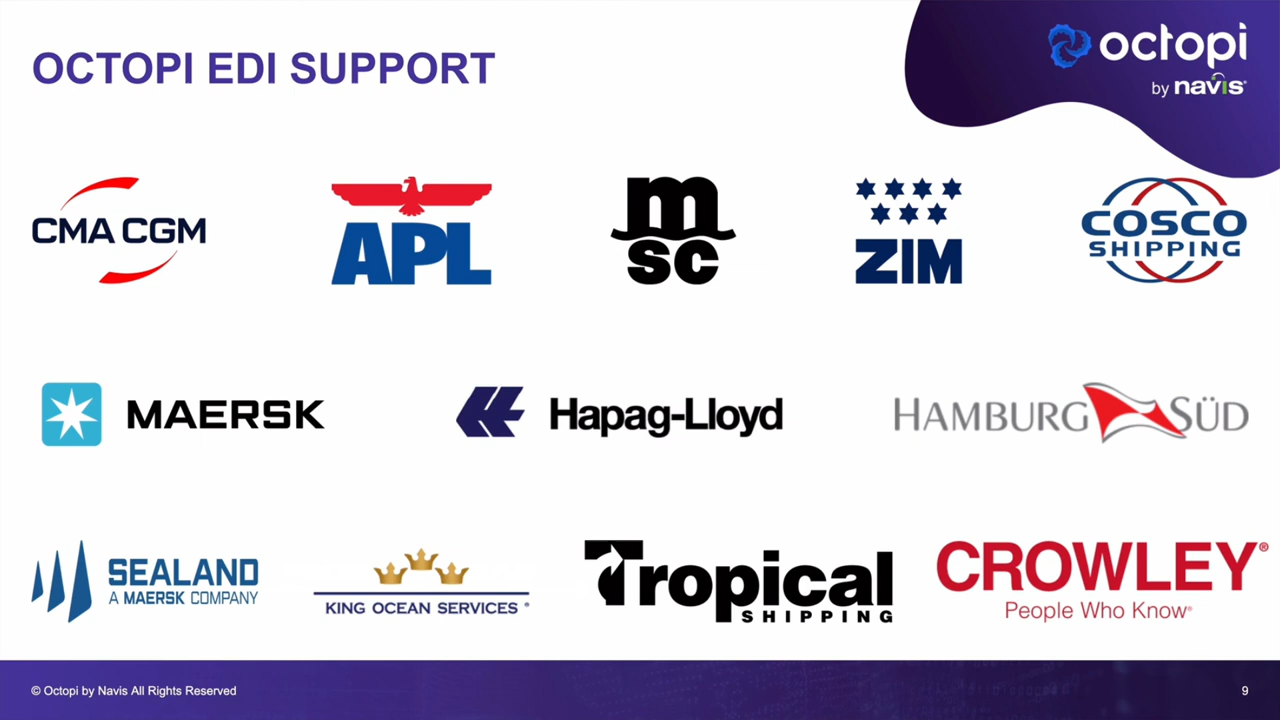 OCTOPI EDI SUPPORT
octopi
by navis
CMA CGM
APL
msc
ZIM
COSCO
SHIPPING
MAERSK
Hapag-Lloyd
HAMBURG SÜD
SEALAND
A MAERSK COMPANY
KING OCEAN SERVICES ®
Tropical
SHIPPING
CROWLEY®
People Who Know®
© Octopi by Navis All Rights Reserved
9